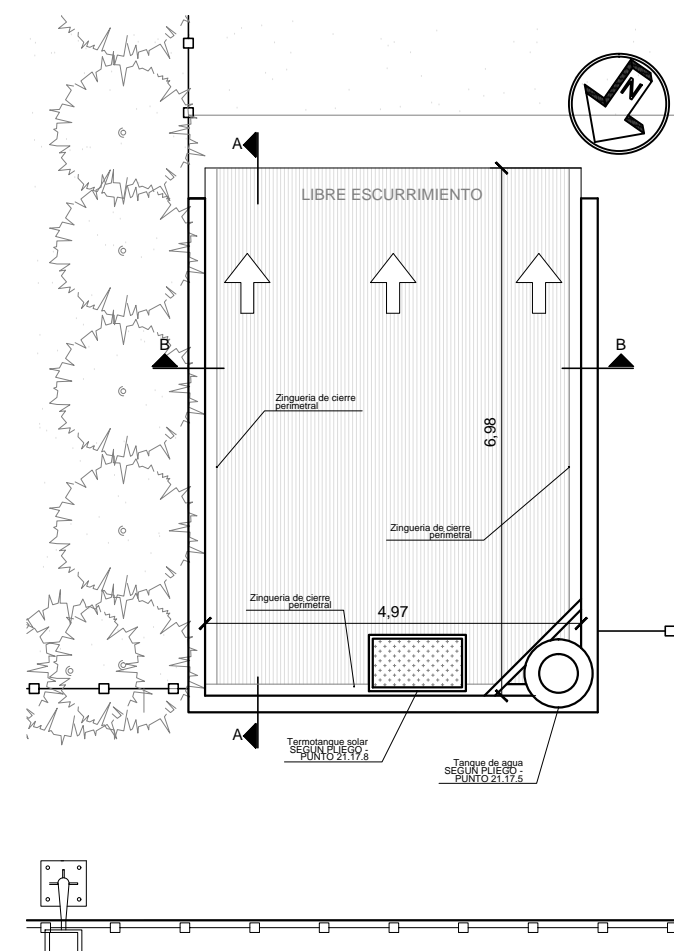 N
A
LIBRE ESCURRIMIENTO
B
B
Zingueria de cierre
perimetral
6,98
Zingueria de cierre
perimetral
Zingueria de cierre
perimetral
4,97
A
Termotanque solar
SEGUN PLIEGO -
PUNTO 21.17.8
Tanque de agua
SEGUN PLIEGO -
PUNTO 21.17.5